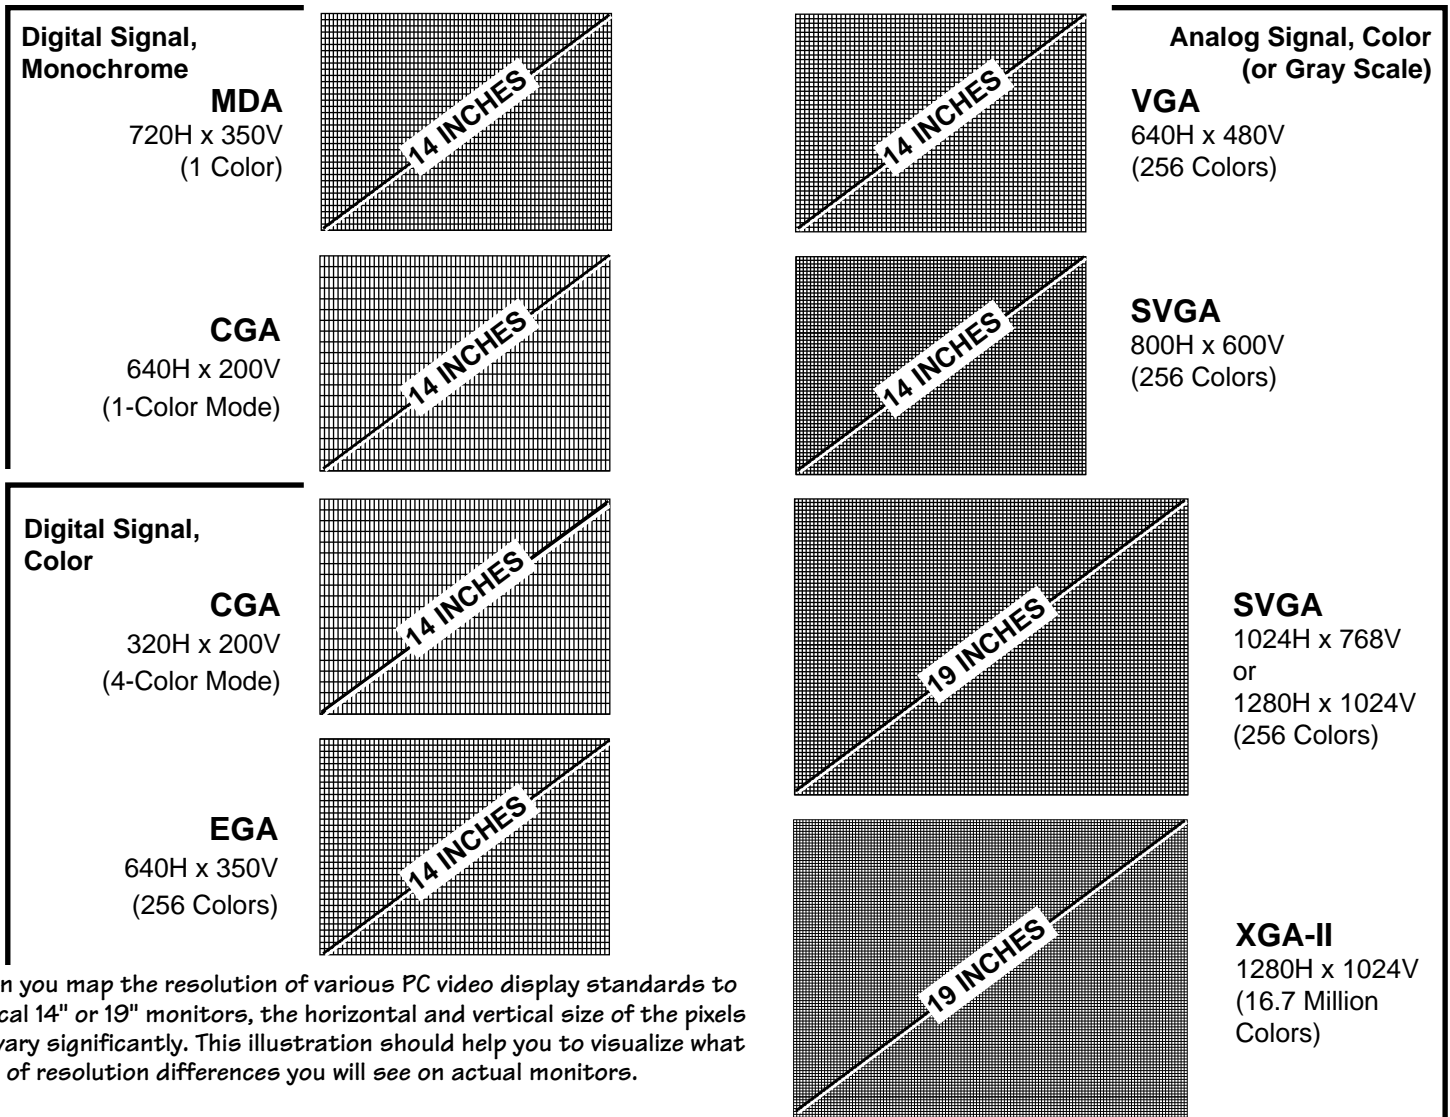 Digital Signal,
Monochrome
MDA
720H x 350V
(1 Color)
14 INCHES
CGA
640H x 200V
(1-Color Mode)
14 INCHES
Digital Signal,
Color
CGA
320H x 200V
(4-Color Mode)
14 INCHES
EGA
640H x 350V
(256 Colors)
14 INCHES
Analog Signal, Color
(or Gray Scale)
VGA
640H x 480V
(256 Colors)
14 INCHES
SVGA
800H x 600V
(256 Colors)
14 INCHES
SVGA
1024H x 768V
or
1280H x 1024V
(256 Colors)
19 INCHES
XGA-II
1280H x 1024V
(16.7 Million
Colors)
19 INCHES
you map the resolution of various PC video display standards to
14" or 19" monitors, the horizontal and vertical size of the pixels
vary significantly. This illustration should help you to visualize what
of resolution differences you will see on actual monitors.